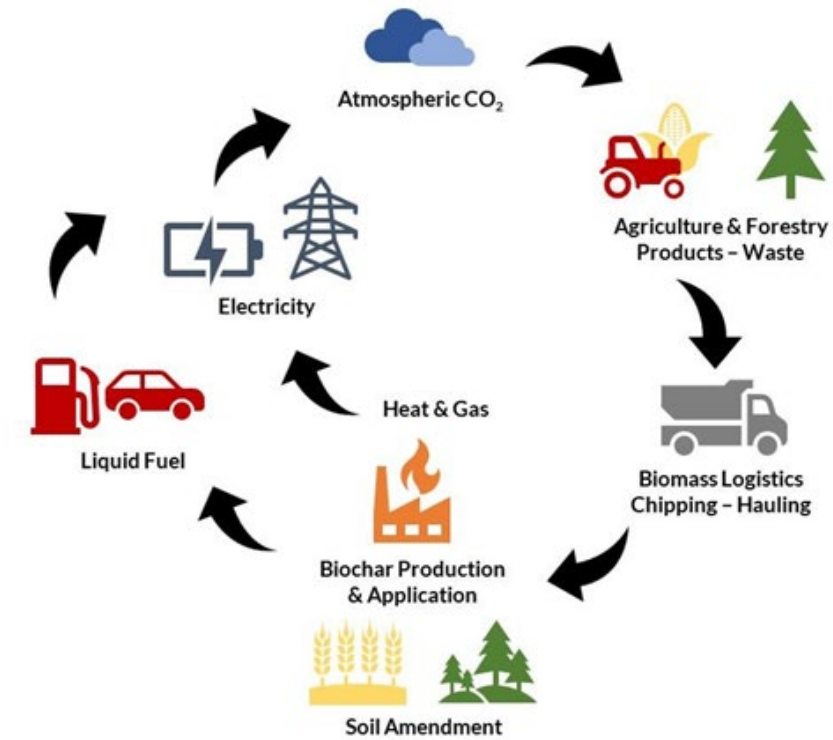 Atmospheric CO₂
Agriculture & Forestry
Products – Waste
Electricity
Heat & Gas
Liquid Fuel
Biomass Logistics
Chipping – Hauling
Biochar Production
& Application
Soil Amendment